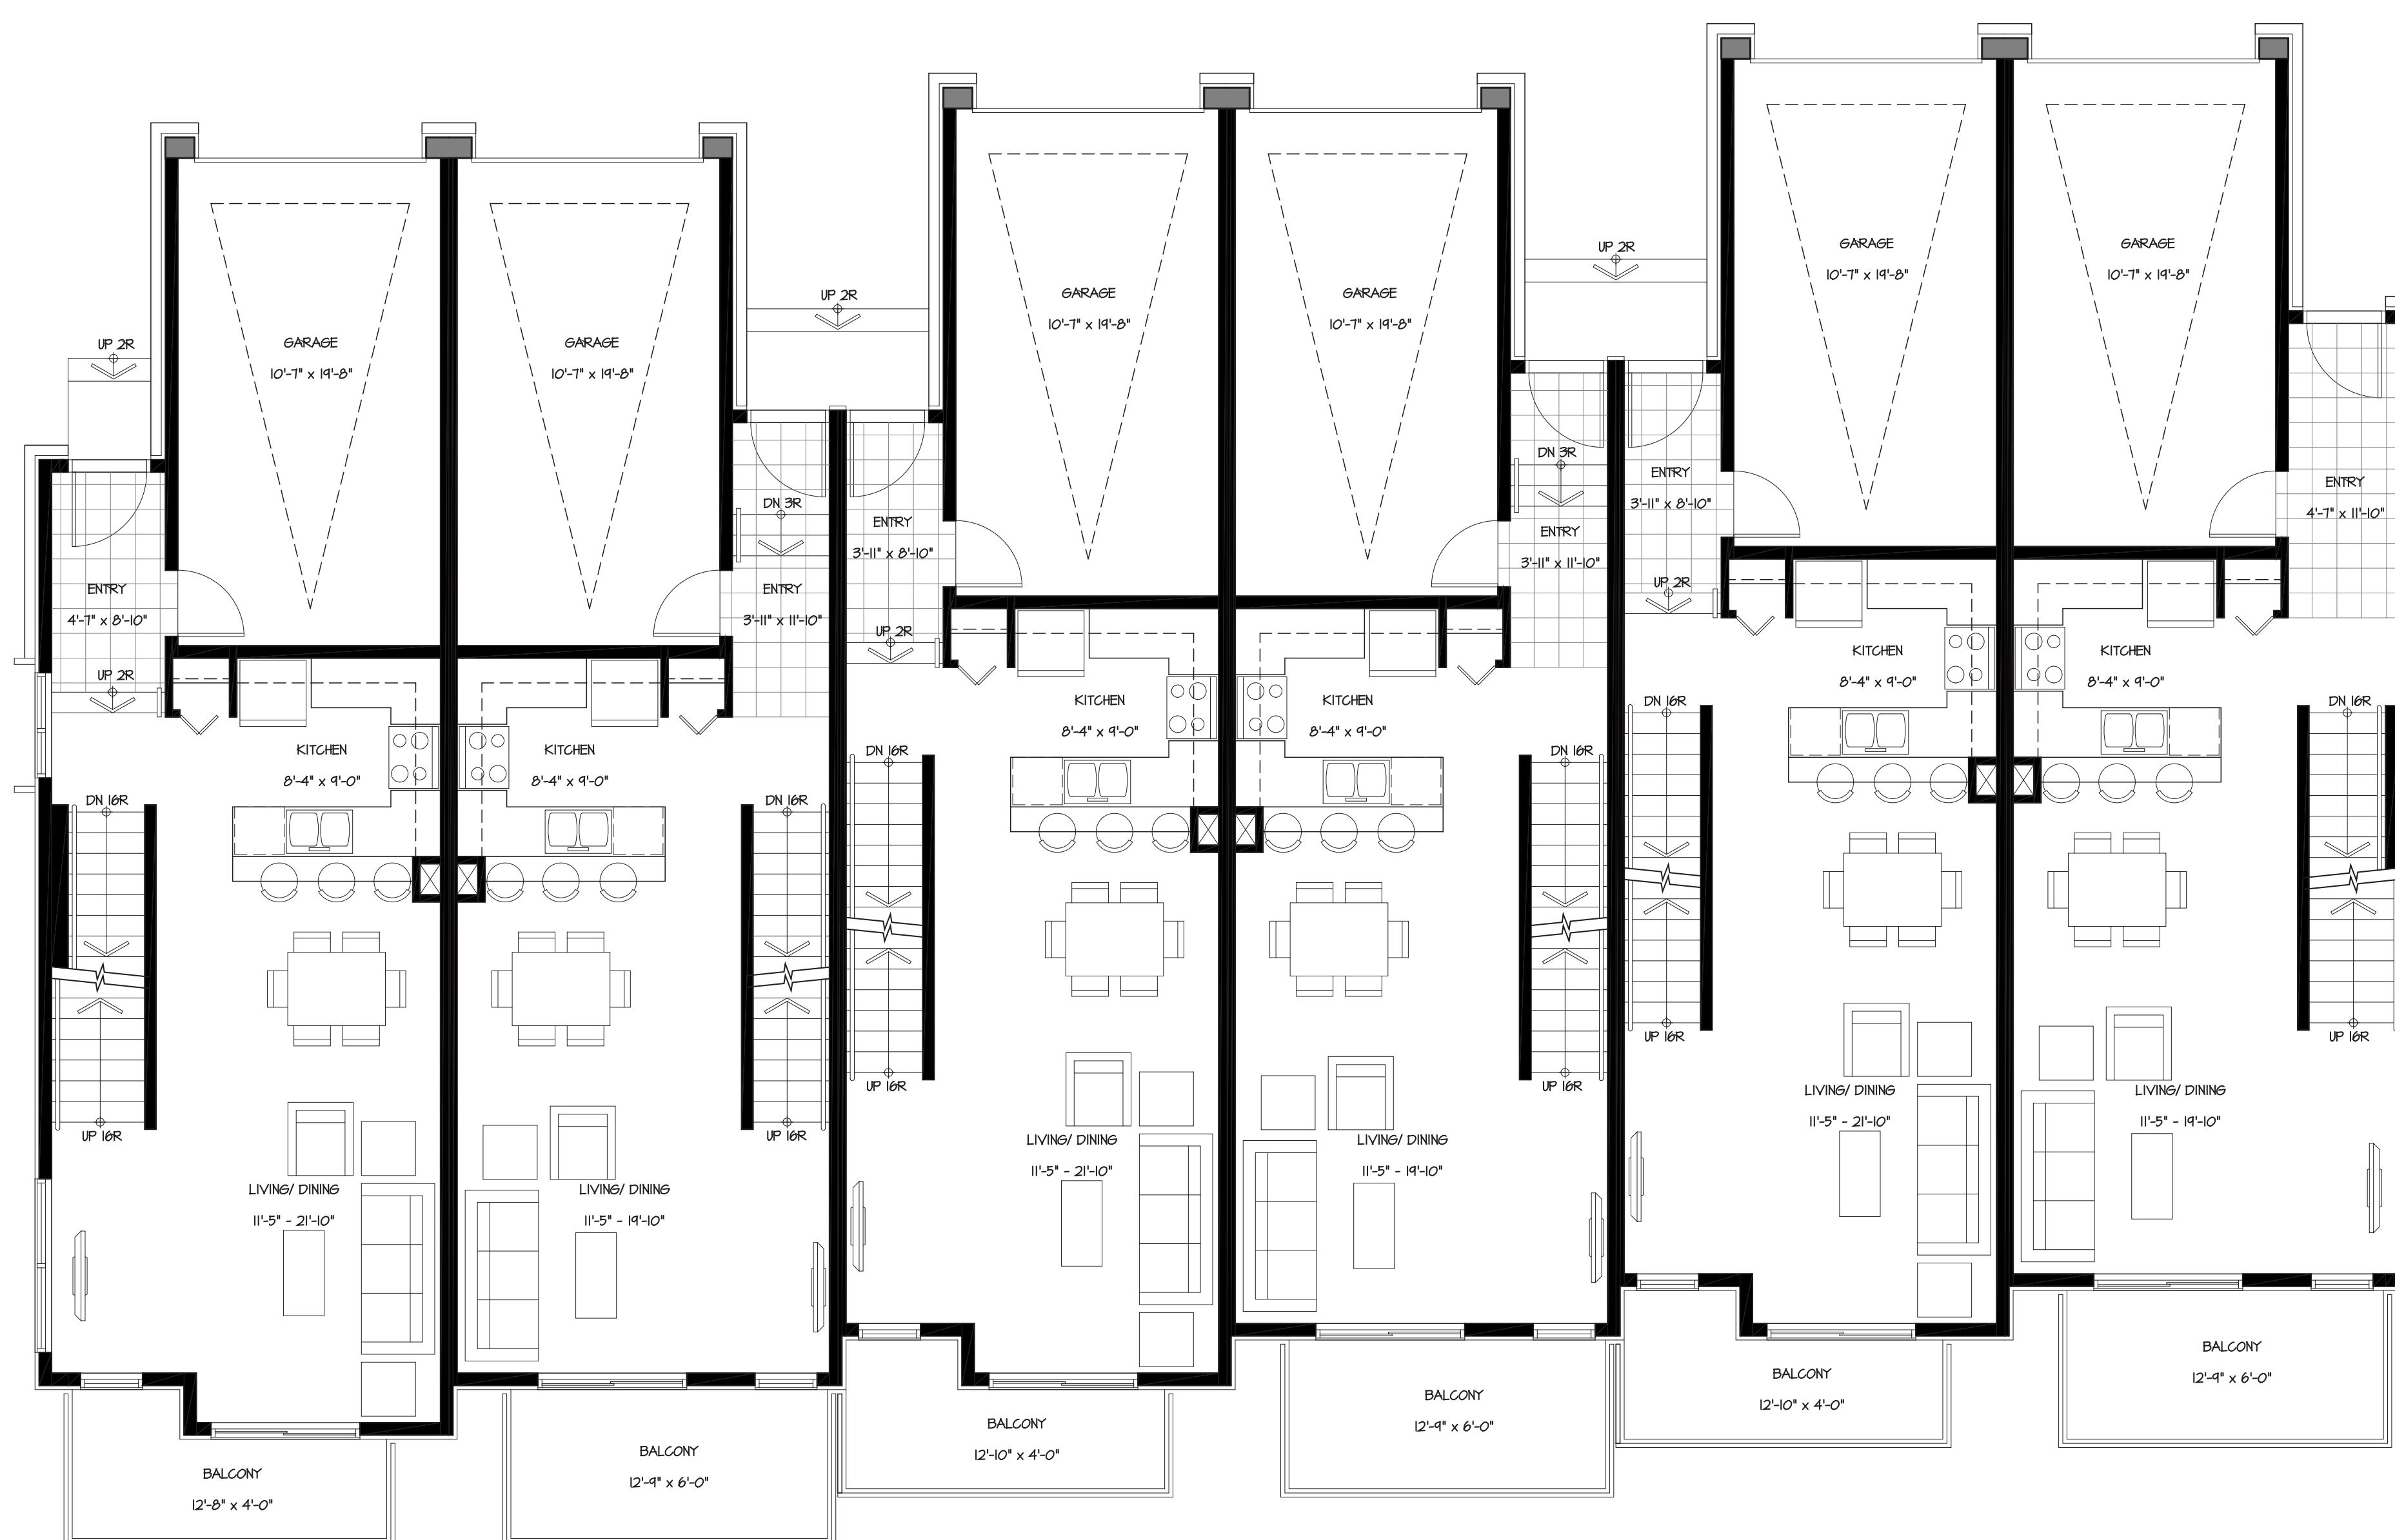 UP 2R
GARAGE
10'-7" x 19'-8"
ENTRY
4'-7" x 8'-10"
UP 2R
KITCHEN
8'-4" x 9'-0"
DN 16R
UP 16R
LIVING/ DINING
11'-5" - 21'-10"
BALCONY
12'-8" x 4'-0"
GARAGE
10'-7" x 19'-8"
DN 3R
ENTRY
3'-11" x 11'-10"
KITCHEN
8'-4" x 9'-0"
DN 16R
UP 16R
LIVING/ DINING
11'-5" - 19'-10"
BALCONY
12'-9" x 6'-0"
UP 2R
GARAGE
10'-7" x 19'-8"
ENTRY
3'-11" x 8'-10"
UP 2R
KITCHEN
8'-4" x 9'-0"
DN 16R
UP 16R
LIVING/ DINING
11'-5" - 21'-10"
BALCONY
12'-10" x 4'-0"
GARAGE
10'-7" x 19'-8"
DN 3R
ENTRY
3'-11" x 11'-10"
KITCHEN
8'-4" x 9'-0"
DN 16R
UP 16R
LIVING/ DINING
11'-5" - 19'-10"
BALCONY
12'-9" x 6'-0"
UP 2R
GARAGE
10'-7" x 19'-8"
ENTRY
3'-11" x 8'-10"
UP 2R
KITCHEN
8'-4" x 9'-0"
DN 16R
UP 16R
LIVING/ DINING
11'-5" - 21'-10"
BALCONY
12'-10" x 4'-0"
GARAGE
10'-7" x 19'-8"
ENTRY
4'-7" x 11'-10"
KITCHEN
8'-4" x 9'-0"
DN 16R
UP 16R
LIVING/ DINING
11'-5" - 19'-10"
BALCONY
12'-9" x 6'-0"